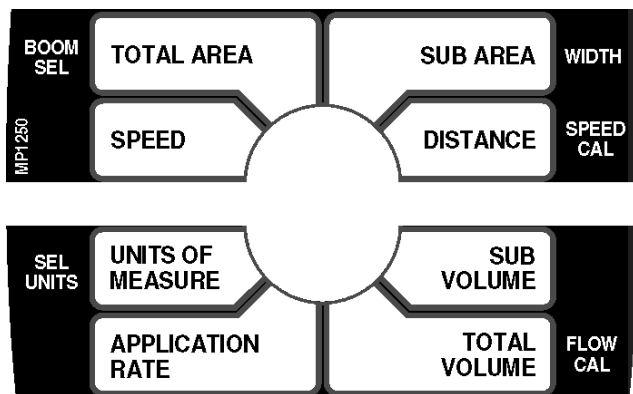 BOOM
SEL
TOTAL AREA
SUB AREA
WIDTH
MP1250
SPEED
DISTANCE
SPEED
CAL
SEL
UNITS
UNITS OF
MEASURE
SUB
VOLUME
APPLICATION
RATE
TOTAL
VOLUME
FLOW
CAL